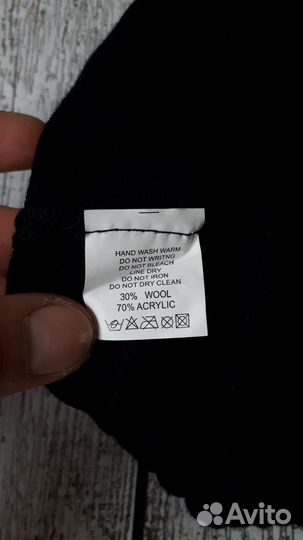 HAND WASH WARM
DO NOT WRITNG
DO NOT BLEACH
LINE DRY
DO NOT IRON
DO NOT DRY CLEAN
30% WOOL
70% ACRYLIC
Avito